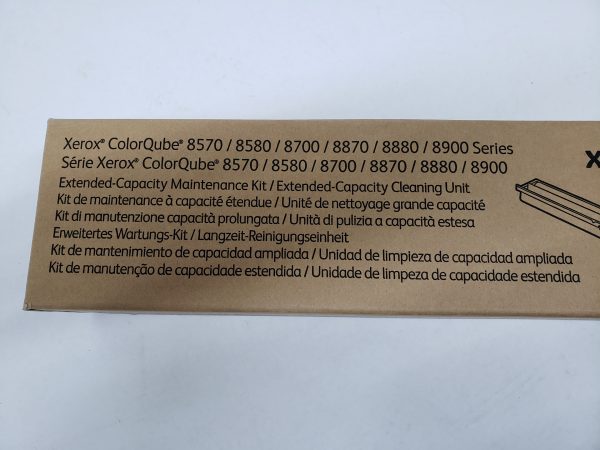 Xerox® ColorQube® 8570 / 8580 / 8700 / 8870 / 8880 / 8900 Series
Série Xerox® ColorQube® 8570 / 8580 / 8700 / 8870 / 8880 / 8900
Extended-Capacity Maintenance Kit / Extended-Capacity Cleaning Unit
Kit de maintenance à capacité étendue / Unité de nettoyage grande capacité
Kit di manutenzione capacità prolungata / Unità di pulizia a capacità estesa
Erweitertes Wartungs-Kit / Langzeit-Reinigungseinheit
Kit de mantenimiento de capacidad ampliada / Unidad de limpieza de capacidad ampliada
Kit de manutenção de capacidade estendida / Unidade de limpeza de capacidade estendida